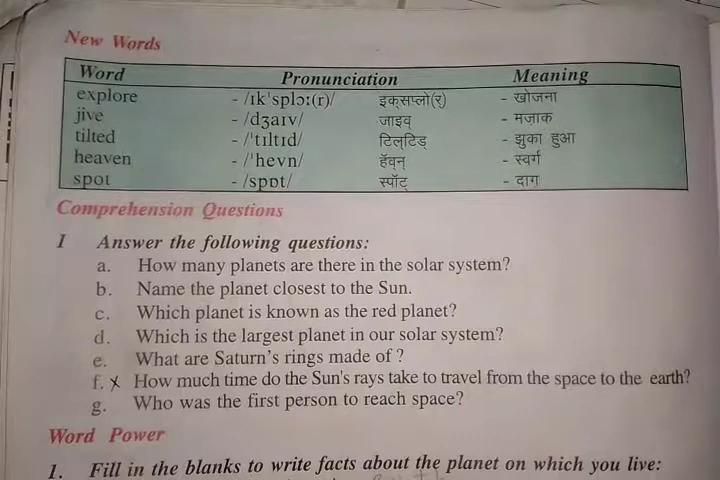 New Words
Word Pronunciation Meaning
explore - /ɪk'splɔː(r)/ इक्सप्लो(र्) - खोजना
jive - /dʒaɪv/ जाइव् - मज़ाक
tilted - /'tɪltɪd/ टिल्टिड् - झुका हुआ
heaven - /'hevn/ हॅवन् - स्वर्ग
spot - /spɒt/ स्पॉट् - दाग
Comprehension Questions
I Answer the following questions:
a. How many planets are there in the solar system?
b. Name the planet closest to the Sun.
c. Which planet is known as the red planet?
d. Which is the largest planet in our solar system?
e. What are Saturn's rings made of ?
f. x How much time do the Sun's rays take to travel from the space to the earth?
g. Who was the first person to reach space?
Word Power
1. Fill in the blanks to write facts about the planet on which you live: